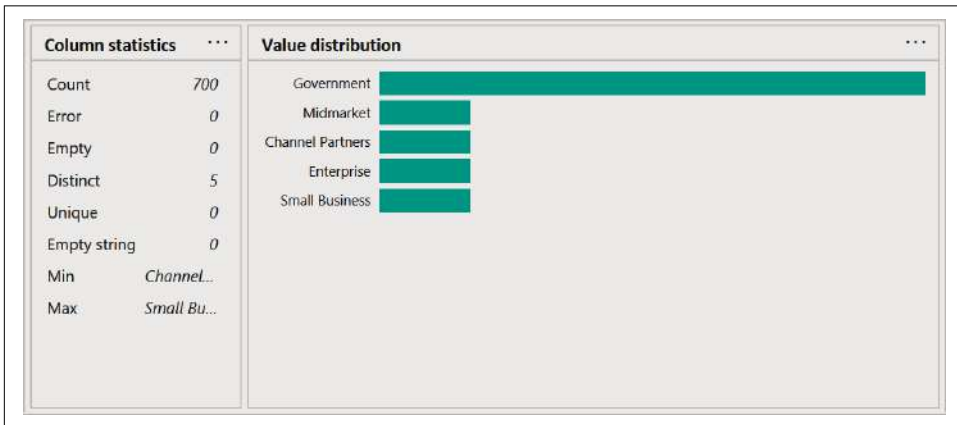 Column statistics ...
Count 700
Error 0
Empty 0
Distinct 5
Unique 0
Empty string 0
Min Channel...
Max Small Bu...
Value distribution ...
Government
Midmarket
Channel Partners
Enterprise
Small Business